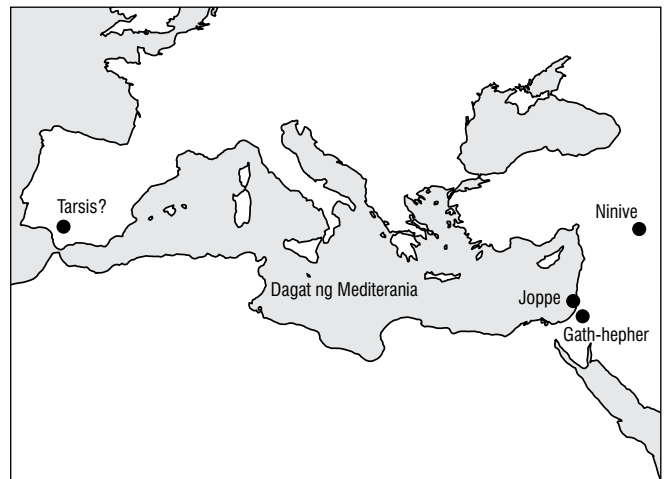 Tarsis?
Ninive
Dagat ng Mediterania
Joppe
Gath-hepher